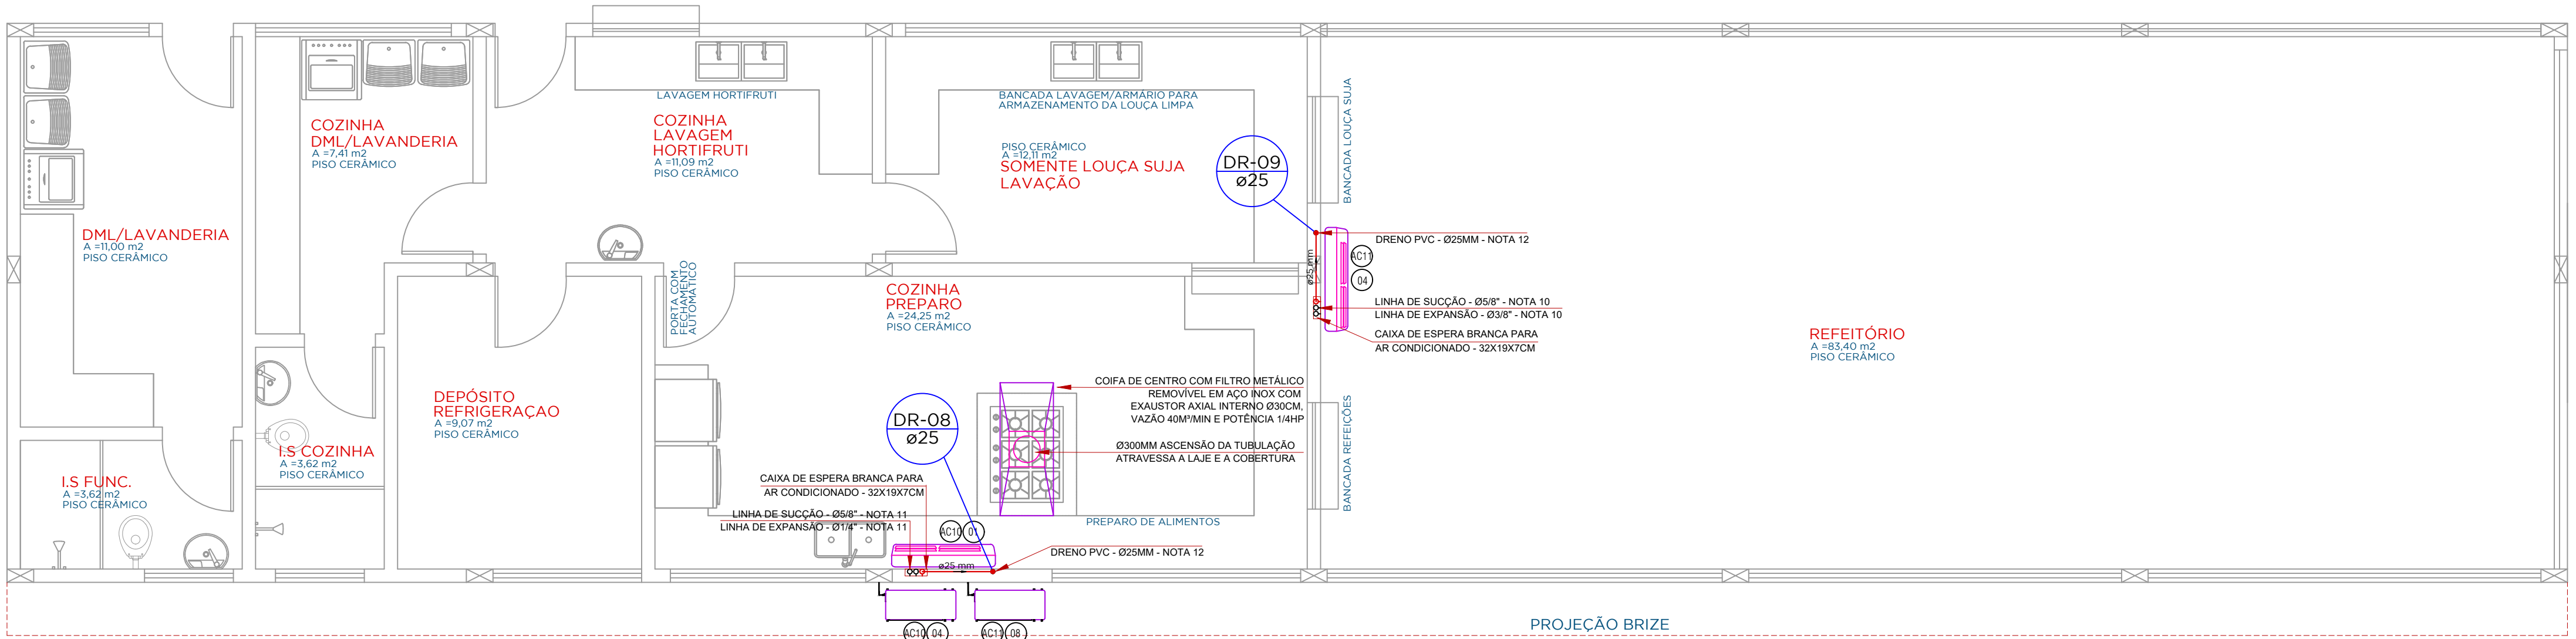 LAVAGEM HORTIFRUTI
BANCADA LAVAGEM/ARMÁRIO PARA
ARMAZENAMENTO DA LOUÇA LIMPA
BANCADA LOUÇA SUJA
COZINHA
DML/LAVANDERIA
A =7,41 m2
PISO CERÂMICO
COZINHA
LAVAGEM
HORTIFRUTI
A =11,09 m2
PISO CERÂMICO
PISO CERÂMICO
A =12,11 m2
SOMENTE LOUÇA SUJA
LAVAÇÃO
DR-09
ø25
DML/LAVANDERIA
A =11,00 m2
PISO CERÂMICO
DRENO PVC - Ø25MM - NOTA 12
AC11
04
ø25 mm
LINHA DE SUCÇÃO - Ø5/8" - NOTA 10
LINHA DE EXPANSÃO - Ø3/8" - NOTA 10
CAIXA DE ESPERA BRANCA PARA
AR CONDICIONADO - 32X19X7CM
PORTA COM
FECHAMENTO
AUTOMÁTICO
COZINHA
PREPARO
A =24,25 m2
PISO CERÂMICO
REFEITÓRIO
A =83,40 m2
PISO CERÂMICO
DEPÓSITO
REFRIGERAÇAO
A =9,07 m2
PISO CERÂMICO
DR-08
ø25
COIFA DE CENTRO COM FILTRO METÁLICO
REMOVÍVEL EM AÇO INOX COM
EXAUSTOR AXIAL INTERNO Ø30CM,
VAZÃO 40M³/MIN E POTÊNCIA 1/4HP
Ø300MM ASCENSÃO DA TUBULAÇÃO
ATRAVESSA A LAJE E A COBERTURA
BANCADA REFEIÇÕES
I.S COZINHA
A =3,62 m2
PISO CERÂMICO
I.S FUNC.
A =3,62 m2
PISO CERÂMICO
CAIXA DE ESPERA BRANCA PARA
AR CONDICIONADO - 32X19X7CM
LINHA DE SUCÇÃO - Ø5/8" - NOTA 11
LINHA DE EXPANSÃO - Ø1/4" - NOTA 11
AC10
01
PREPARO DE ALIMENTOS
DRENO PVC - Ø25MM - NOTA 12
ø25 mm
AC10
04
AC11
08
PROJEÇÃO BRIZE